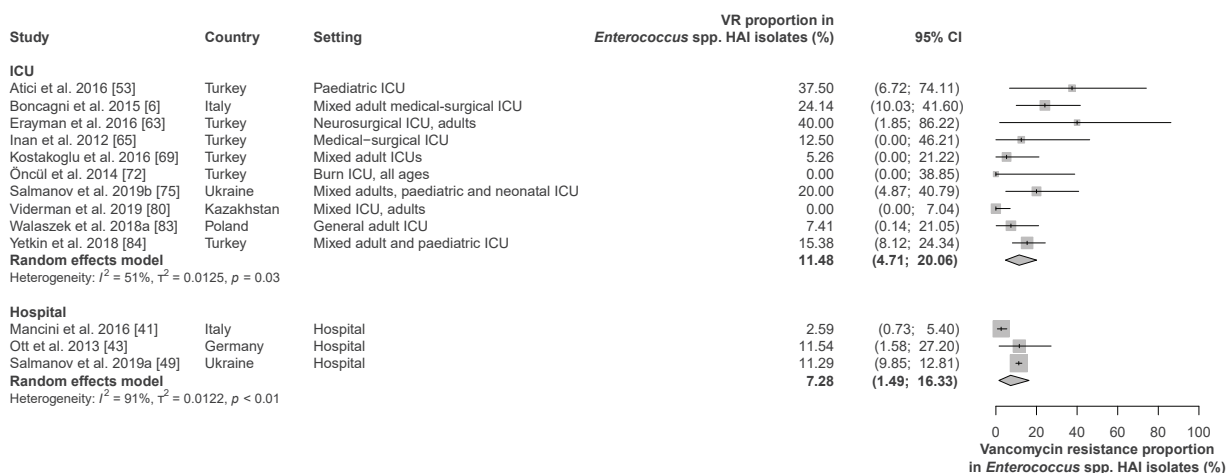 VR proportion in
Study Country Setting Enterococcus spp. HAI isolates (%) 95% CI
ICU
Atici et al. 2016 [53] Turkey Paediatric ICU 37.50 (6.72; 74.11)
Boncagni et al. 2015 [6] Italy Mixed adult medical-surgical ICU 24.14 (10.03; 41.60)
Erayman et al. 2016 [63] Turkey Neurosurgical ICU, adults 40.00 (1.85; 86.22)
Inan et al. 2012 [65] Turkey Medical−surgical ICU 12.50 (0.00; 46.21)
Kostakoglu et al. 2016 [69] Turkey Mixed adult ICUs 5.26 (0.00; 21.22)
Öncül et al. 2014 [72] Turkey Burn ICU, all ages 0.00 (0.00; 38.85)
Salmanov et al. 2019b [75] Ukraine Mixed adults, paediatric and neonatal ICU 20.00 (4.87; 40.79)
Viderman et al. 2019 [80] Kazakhstan Mixed ICU, adults 0.00 (0.00; 7.04)
Walaszek et al. 2018a [83] Poland General adult ICU 7.41 (0.14; 21.05)
Yetkin et al. 2018 [84] Turkey Mixed adult and paediatric ICU 15.38 (8.12; 24.34)
Random effects model 11.48 (4.71; 20.06)
Heterogeneity: I² = 51%, τ² = 0.0125, p = 0.03
Hospital
Mancini et al. 2016 [41] Italy Hospital 2.59 (0.73; 5.40)
Ott et al. 2013 [43] Germany Hospital 11.54 (1.58; 27.20)
Salmanov et al. 2019a [49] Ukraine Hospital 11.29 (9.85; 12.81)
Random effects model 7.28 (1.49; 16.33)
Heterogeneity: I² = 91%, τ² = 0.0122, p < 0.01
0 20 40 60 80 100
Vancomycin resistance proportion
in Enterococcus spp. HAI isolates (%)